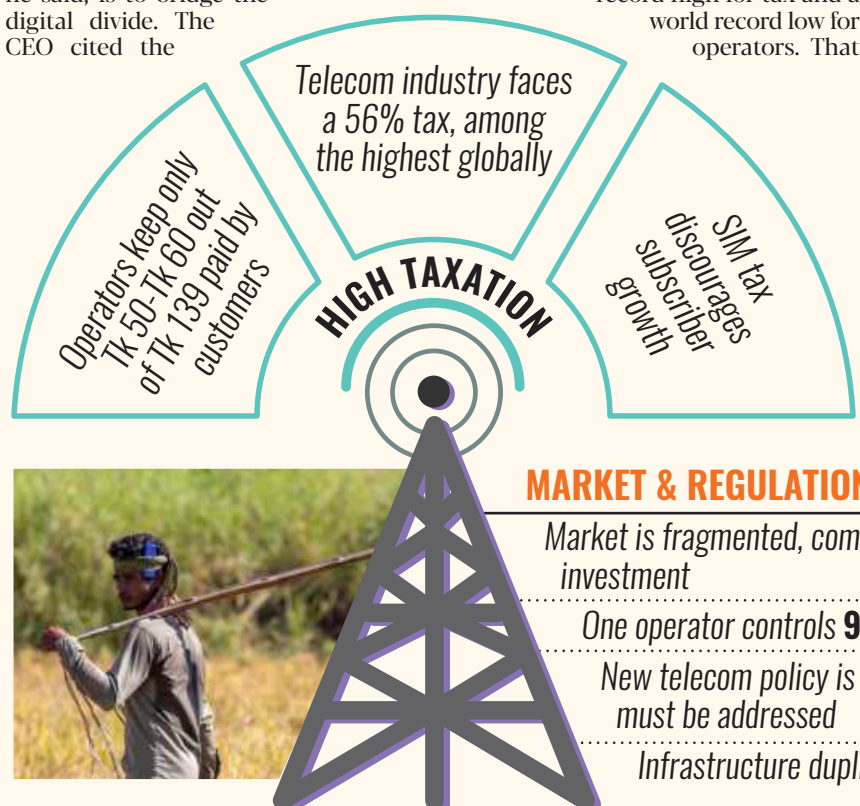 digital divide. The
CEO cited the
world record low for
operators. That
Telecom industry faces
a 56% tax, among
the highest globally
Operators keep only
Tk 50-Tk 60 out
of Tk 139 paid by
customers
SIM tax
discourages
subscriber
growth
HIGH TAXATION
MARKET & REGULATION
Market is fragmented, com
investment
One operator controls 9
New telecom policy is
must be addressed
Infrastructure dupl